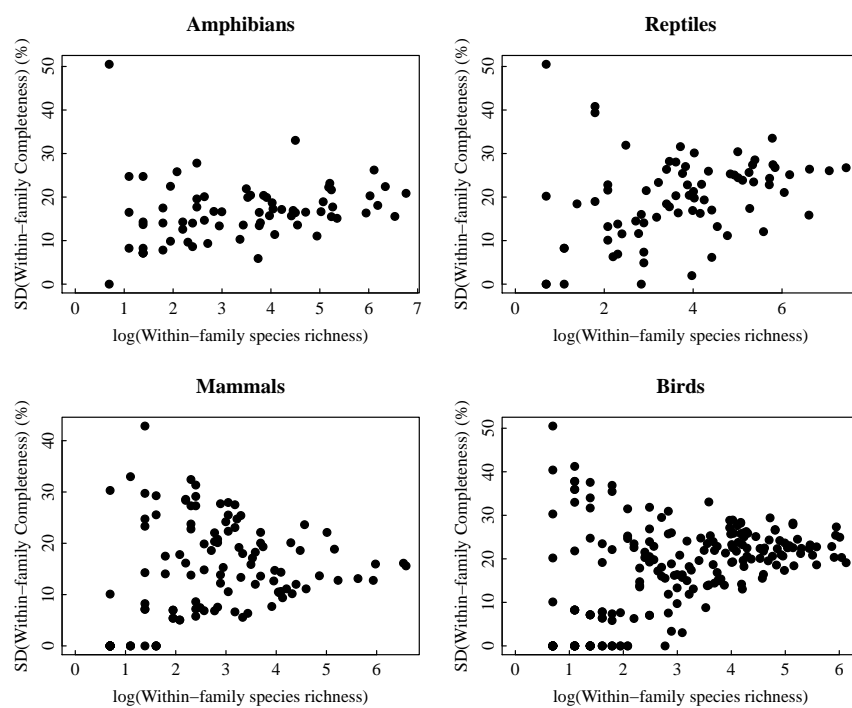 Amphibians
SD(Within−family Completeness) (%)
50
40
30
20
10
0
0 1 2 3 4 5 6 7
log(Within−family species richness)
Reptiles
SD(Within−family Completeness) (%)
50
40
30
20
10
0
0 2 4 6
log(Within−family species richness)
Mammals
SD(Within−family Completeness) (%)
40
30
20
10
0
0 1 2 3 4 5 6
log(Within−family species richness)
Birds
SD(Within−family Completeness) (%)
50
40
30
20
10
0
0 1 2 3 4 5 6
log(Within−family species richness)